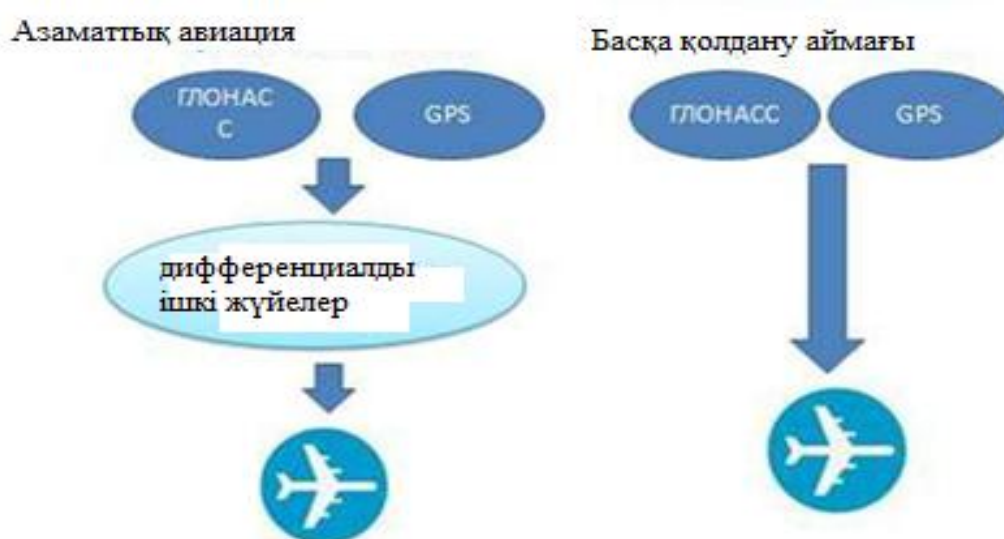 Азаматтық авиация
ГЛОНАС
С
GPS
дифференциалды
ішкі жүйелер
Басқа қолдану аймағы
ГЛОНАСС
GPS